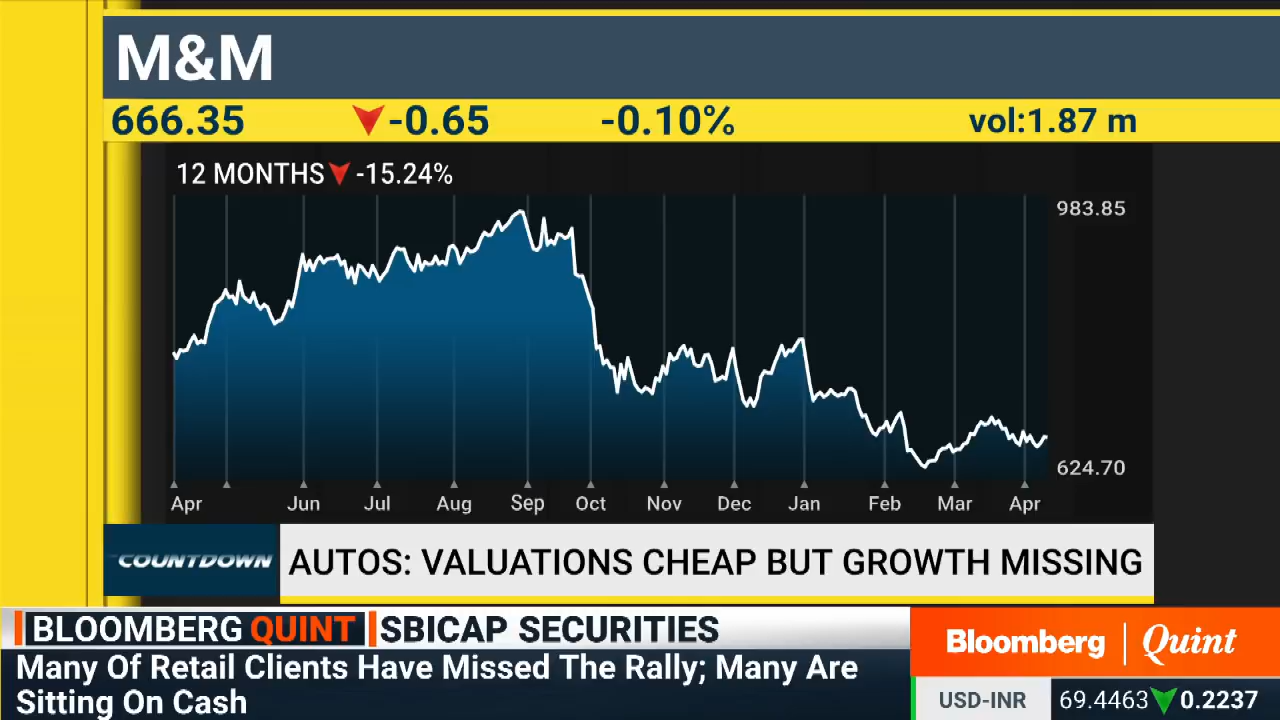 M&M
666.35 -0.65 -0.10% vol:1.87 m
12 MONTHS -15.24%
983.85
624.70
Apr Jun Jul Aug Sep Oct Nov Dec Jan Feb Mar Apr
COUNTDOWN AUTOS: VALUATIONS CHEAP BUT GROWTH MISSING
BLOOMBERG QUINT SBICAP SECURITIES
Many Of Retail Clients Have Missed The Rally; Many Are
Sitting On Cash
Bloomberg Quint
USD-INR 69.4463 0.2237